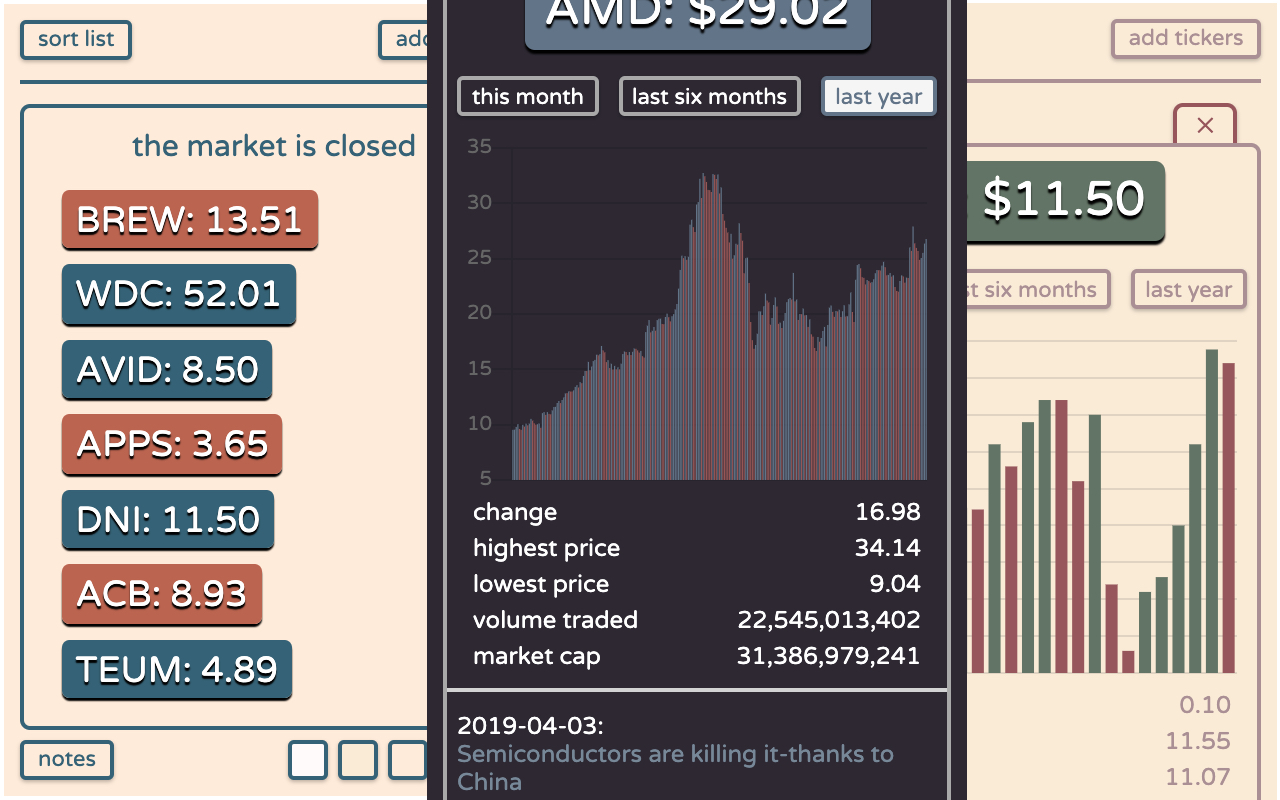 sort list
the market is closed
BREW: 13.51
WDC: 52.01
AVID: 8.50
APPS: 3.65
DNI: 11.50
ACB: 8.93
TEUM: 4.89
notes
AMD: $29.02
this month last six months last year
35
30
25
20
15
10
5
change 16.98
highest price 34.14
lowest price 9.04
volume traded 22,545,013,402
market cap 31,386,979,241
2019-04-03:
Semiconductors are killing it-thanks to
China
add tickers
×
: $11.50
six months last year
0.10
11.55
11.07